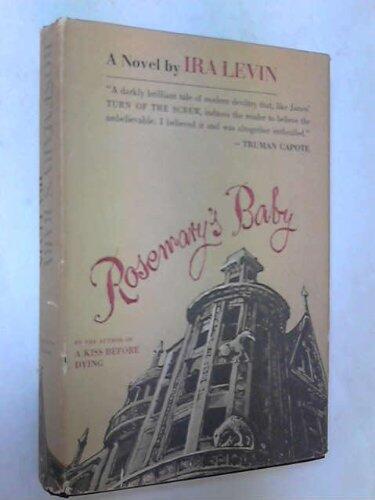 A Novel by IRA LEVIN
"A darkly brilliant tale of modern deviltry that, like James'
TURN OF THE SCREW, induces the reader to believe the
unbelievable. I believed it and was altogether enthralled."
— TRUMAN CAPOTE
Rosemary's Baby
BY THE AUTHOR OF
A KISS BEFORE
DYING
ROSEMARY'S BABY